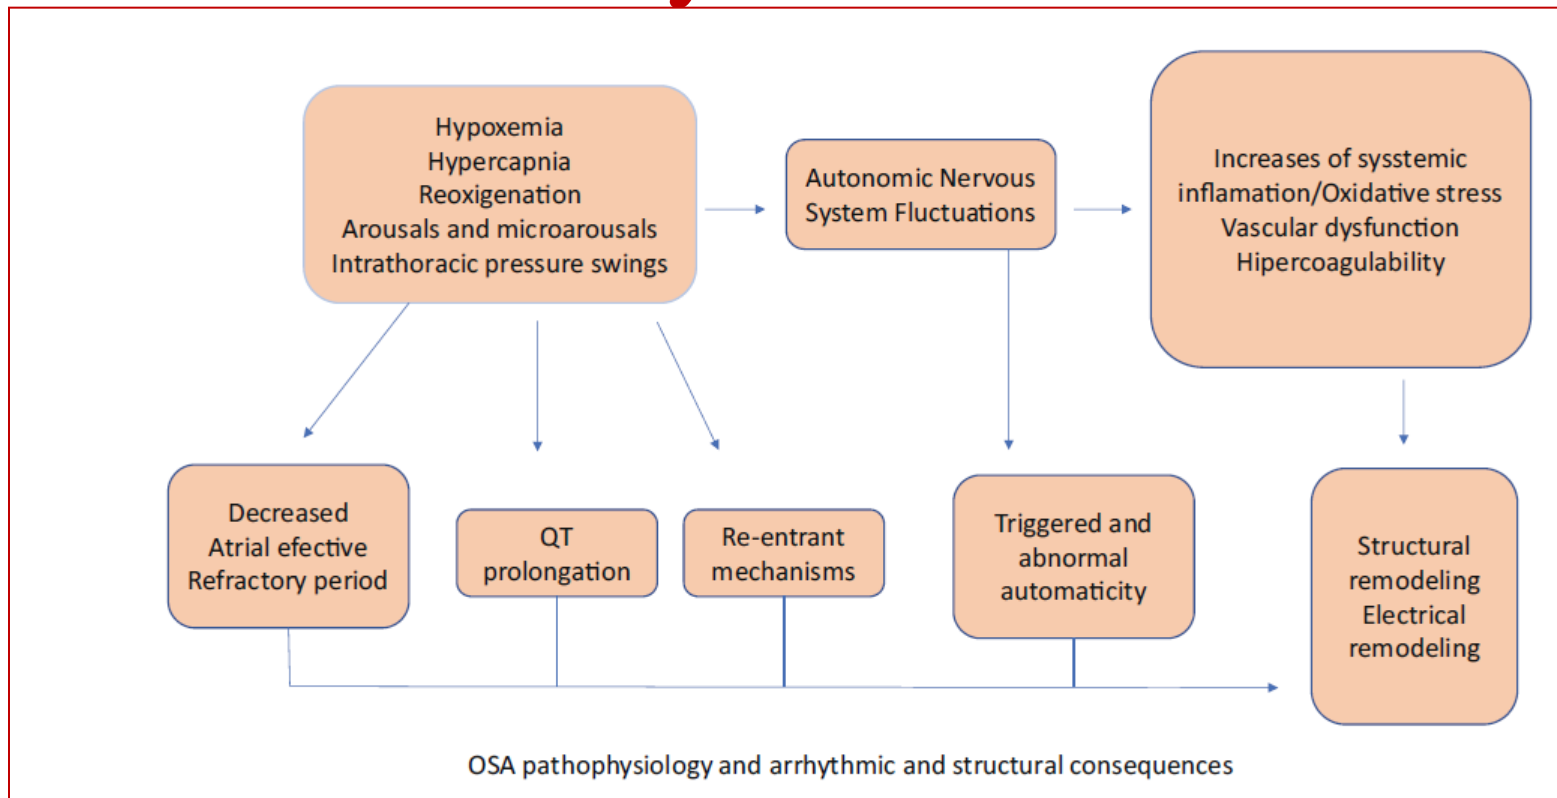 Hypoxemia
Hypercapnia
Reoxigenation
Arousals and microarousals
Intrathoracic pressure swings
Autonomic Nervous
System Fluctuations
Increases of sysstemic
inflamation/Oxidative stress
Vascular dysfunction
Hipercoagulability
Decreased
Atrial efective
Refractory period
QT
prolongation
Re-entrant
mechanisms
Triggered and
abnormal
automaticity
Structural
remodeling
Electrical
remodeling
OSA pathophysiology and arrhythmic and structural consequences